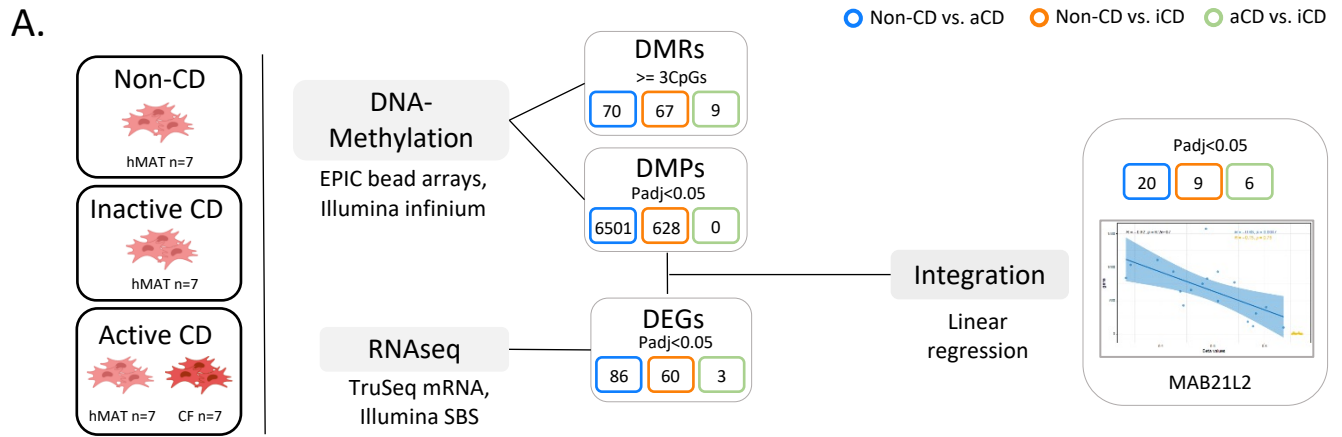 A.
Non-CD vs. aCD Non-CD vs. iCD aCD vs. iCD
Non-CD
hMAT n=7
Inactive CD
hMAT n=7
Active CD
hMAT n=7 CF n=7
DNA-
Methylation
EPIC bead arrays,
Illumina infinium
RNAseq
TruSeq mRNA,
Illumina SBS
DMRs
>= 3CpGs
70 67 9
DMPs
Padj<0.05
6501 628 0
DEGs
Padj<0.05
86 60 3
Integration
Linear
regression
Padj<0.05
20 9 6
gene
Beta values
MAB21L2